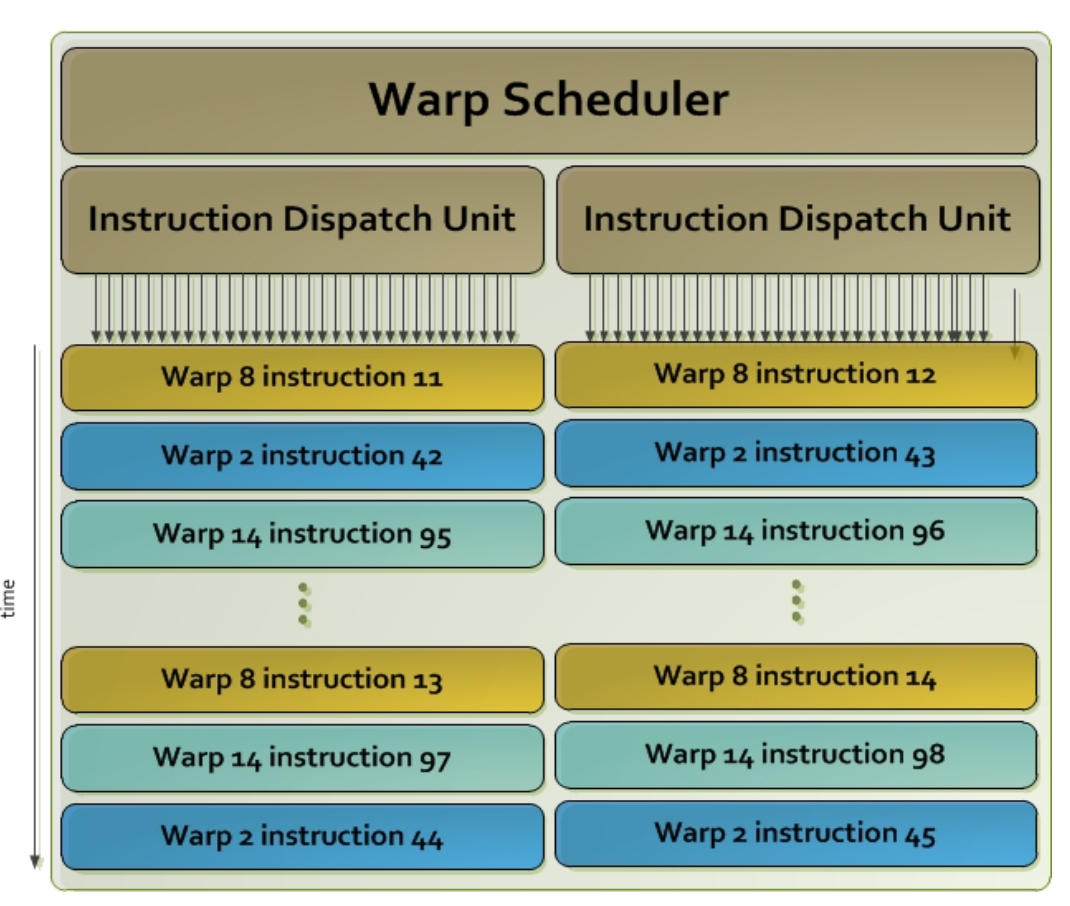 Warp Scheduler
Instruction Dispatch Unit
Instruction Dispatch Unit
Warp 8 instruction 11
Warp 8 instruction 12
Warp 2 instruction 42
Warp 2 instruction 43
Warp 14 instruction 95
Warp 14 instruction 96
time
Warp 8 instruction 13
Warp 8 instruction 14
Warp 14 instruction 97
Warp 14 instruction 98
Warp 2 instruction 44
Warp 2 instruction 45